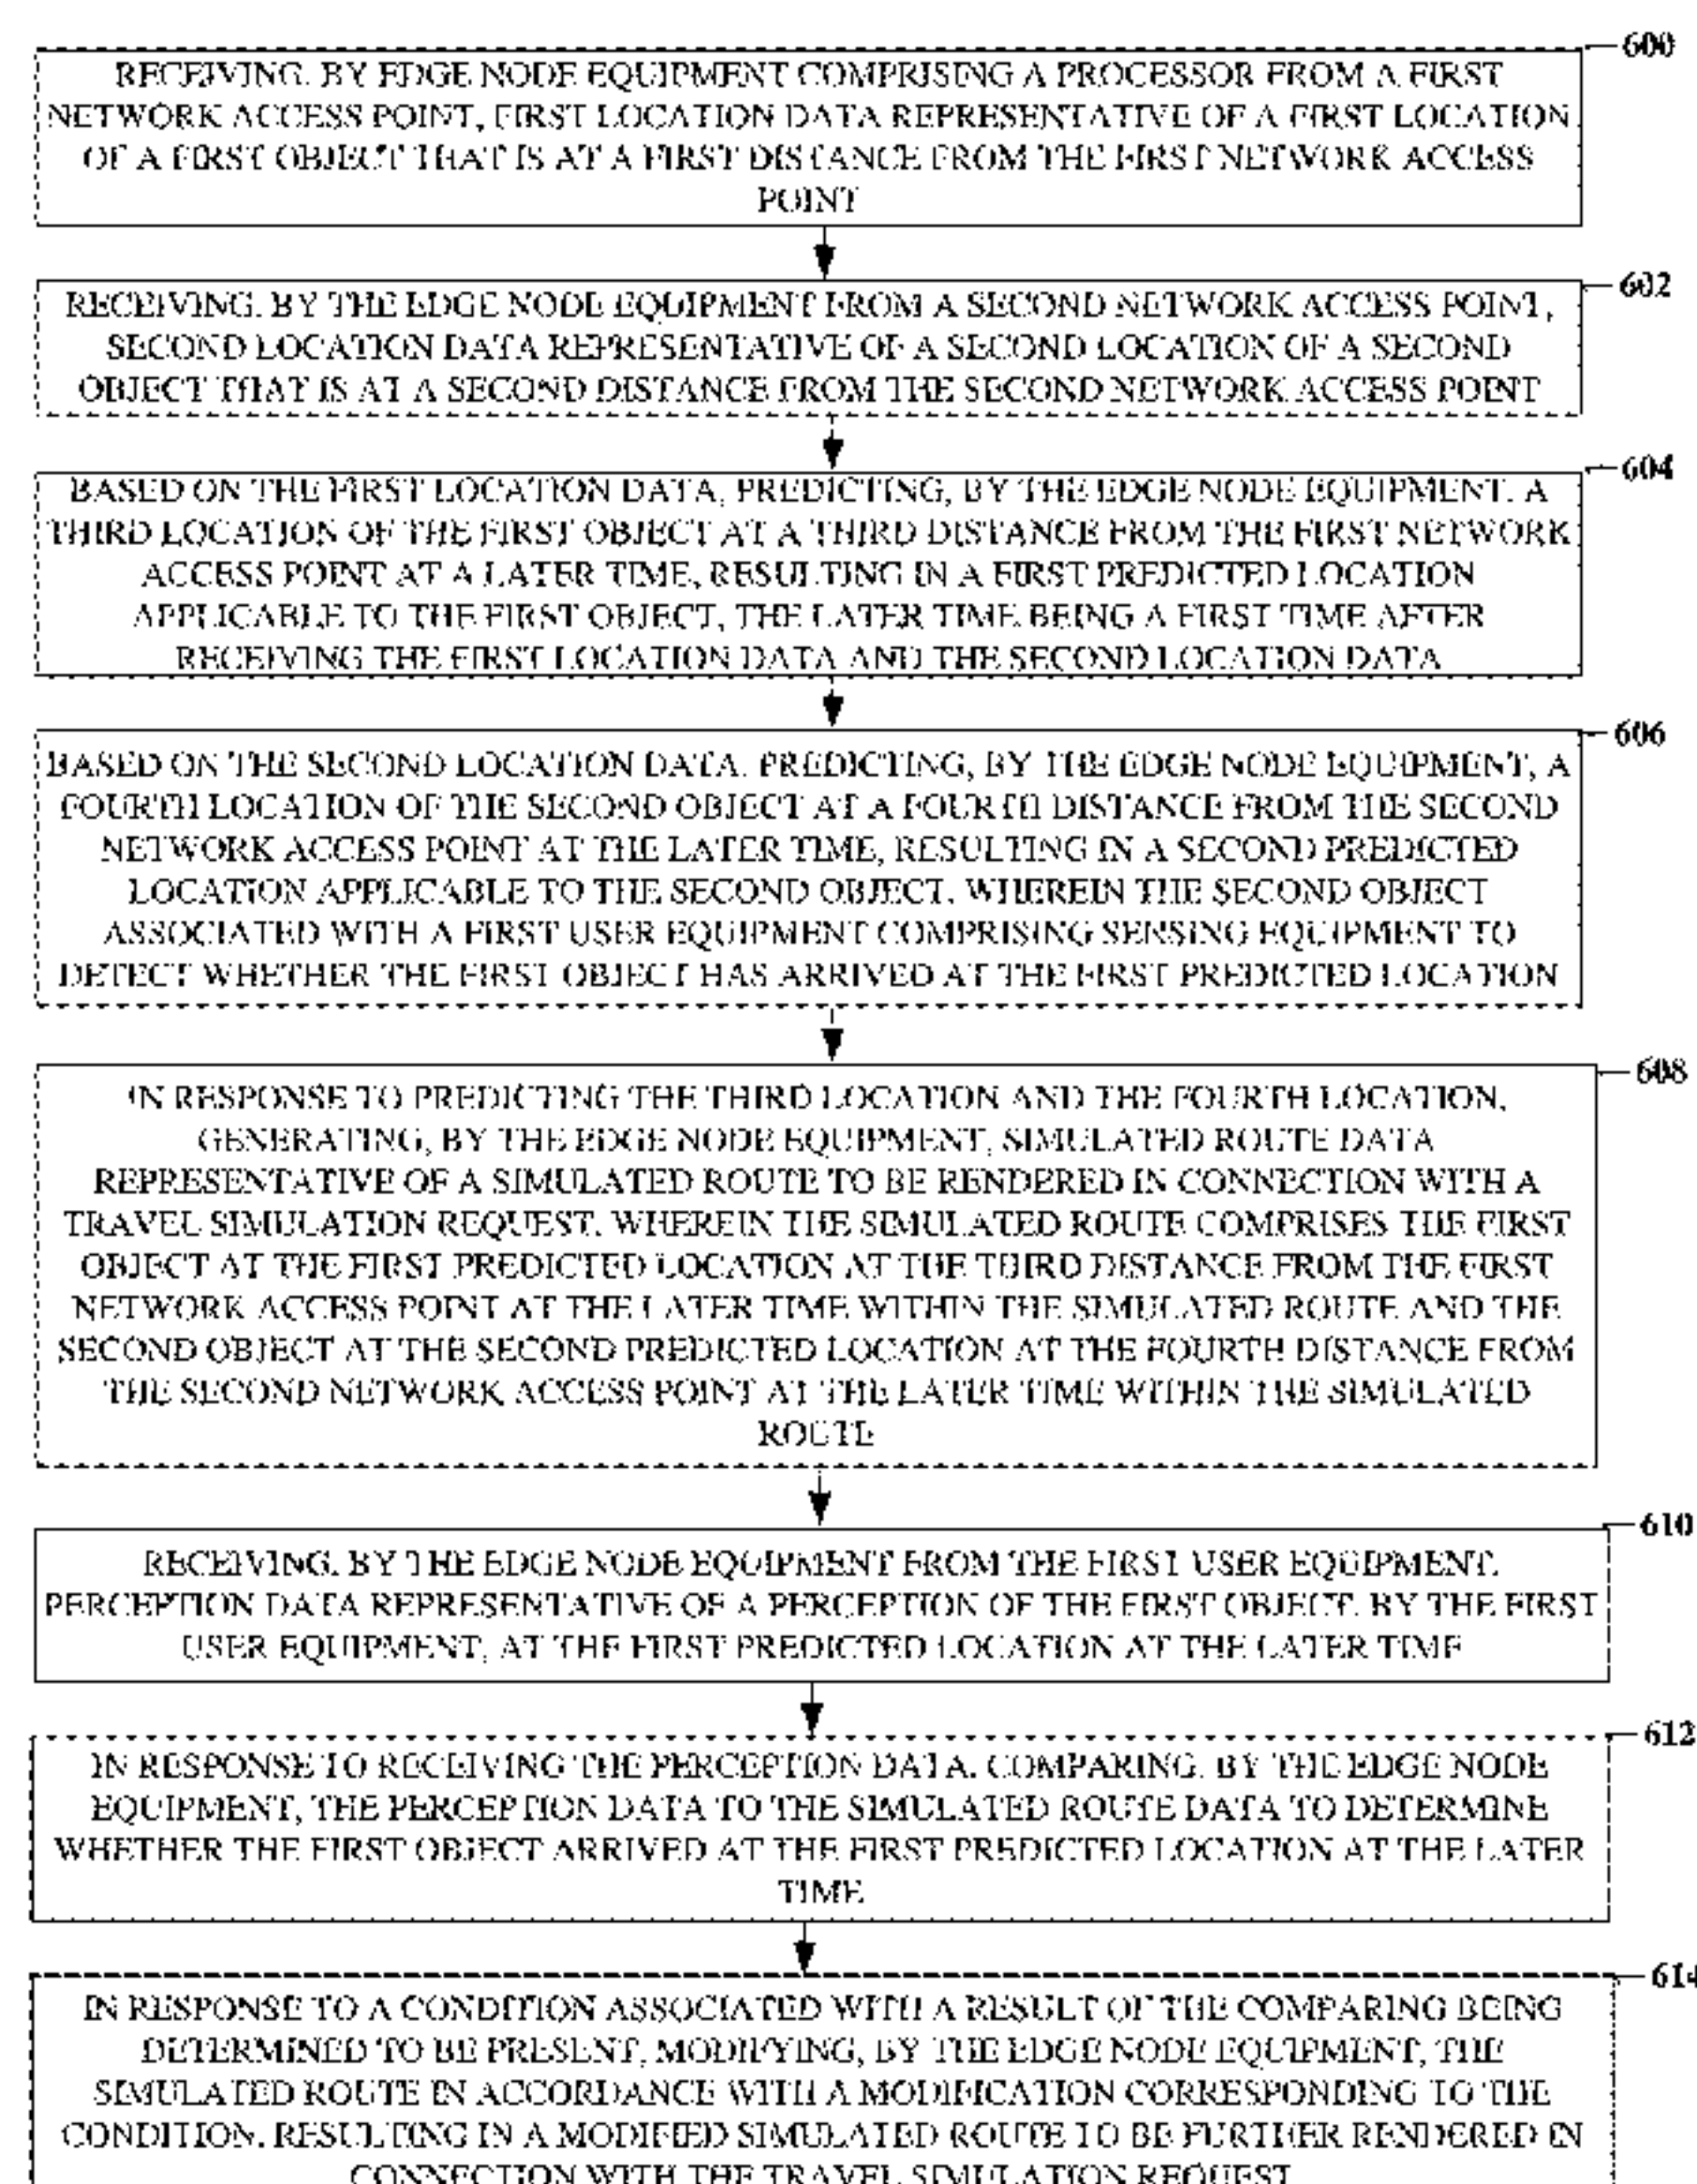 600
RECEIVING, BY EDGE NODE EQUIPMENT COMPRISING A PROCESSOR FROM A FIRST
NETWORK ACCESS POINT, FIRST LOCATION DATA REPRESENTATIVE OF A FIRST LOCATION
OF A FIRST OBJECT THAT IS AT A FIRST DISTANCE FROM THE FIRST NETWORK ACCESS
POINT
602
RECEIVING, BY THE EDGE NODE EQUIPMENT FROM A SECOND NETWORK ACCESS POINT,
SECOND LOCATION DATA REPRESENTATIVE OF A SECOND LOCATION OF A SECOND
OBJECT THAT IS AT A SECOND DISTANCE FROM THE SECOND NETWORK ACCESS POINT
604
BASED ON THE FIRST LOCATION DATA, PREDICTING, BY THE EDGE NODE EQUIPMENT, A
THIRD LOCATION OF THE FIRST OBJECT AT A THIRD DISTANCE FROM THE FIRST NETWORK
ACCESS POINT AT A LATER TIME, RESULTING IN A FIRST PREDICTED LOCATION
APPLICABLE TO THE FIRST OBJECT, THE LATER TIME BEING A FIRST TIME AFTER
RECEIVING THE FIRST LOCATION DATA AND THE SECOND LOCATION DATA
606
BASED ON THE SECOND LOCATION DATA, PREDICTING, BY THE EDGE NODE EQUIPMENT, A
FOURTH LOCATION OF THE SECOND OBJECT AT A FOURTH DISTANCE FROM THE SECOND
NETWORK ACCESS POINT AT THE LATER TIME, RESULTING IN A SECOND PREDICTED
LOCATION APPLICABLE TO THE SECOND OBJECT, WHEREIN THE SECOND OBJECT
ASSOCIATED WITH A FIRST USER EQUIPMENT COMPRISING SENSING EQUIPMENT TO
DETECT WHETHER THE FIRST OBJECT HAS ARRIVED AT THE FIRST PREDICTED LOCATION
608
IN RESPONSE TO PREDICTING THE THIRD LOCATION AND THE FOURTH LOCATION,
GENERATING, BY THE EDGE NODE EQUIPMENT, SIMULATED ROUTE DATA
REPRESENTATIVE OF A SIMULATED ROUTE TO BE RENDERED IN CONNECTION WITH A
TRAVEL SIMULATION REQUEST, WHEREIN THE SIMULATED ROUTE COMPRISES THE FIRST
OBJECT AT THE FIRST PREDICTED LOCATION AT THE THIRD DISTANCE FROM THE FIRST
NETWORK ACCESS POINT AT THE LATER TIME WITHIN THE SIMULATED ROUTE AND THE
SECOND OBJECT AT THE SECOND PREDICTED LOCATION AT THE FOURTH DISTANCE FROM
THE SECOND NETWORK ACCESS POINT AT THE LATER TIME WITHIN THE SIMULATED
ROUTE
610
RECEIVING, BY THE EDGE NODE EQUIPMENT FROM THE FIRST USER EQUIPMENT,
PERCEPTION DATA REPRESENTATIVE OF A PERCEPTION OF THE FIRST OBJECT, BY THE FIRST
USER EQUIPMENT, AT THE FIRST PREDICTED LOCATION AT THE LATER TIME
612
IN RESPONSE TO RECEIVING THE PERCEPTION DATA, COMPARING, BY THE EDGE NODE
EQUIPMENT, THE PERCEPTION DATA TO THE SIMULATED ROUTE DATA TO DETERMINE
WHETHER THE FIRST OBJECT ARRIVED AT THE FIRST PREDICTED LOCATION AT THE LATER
TIME
614
IN RESPONSE TO A CONDITION ASSOCIATED WITH A RESULT OF THE COMPARING BEING
DETERMINED TO BE PRESENT, MODIFYING, BY THE EDGE NODE EQUIPMENT, THE
SIMULATED ROUTE IN ACCORDANCE WITH A MODIFICATION CORRESPONDING TO THE
CONDITION, RESULTING IN A MODIFIED SIMULATED ROUTE TO BE FURTHER RENDERED IN
CONNECTION WITH THE TRAVEL SIMULATION REQUEST